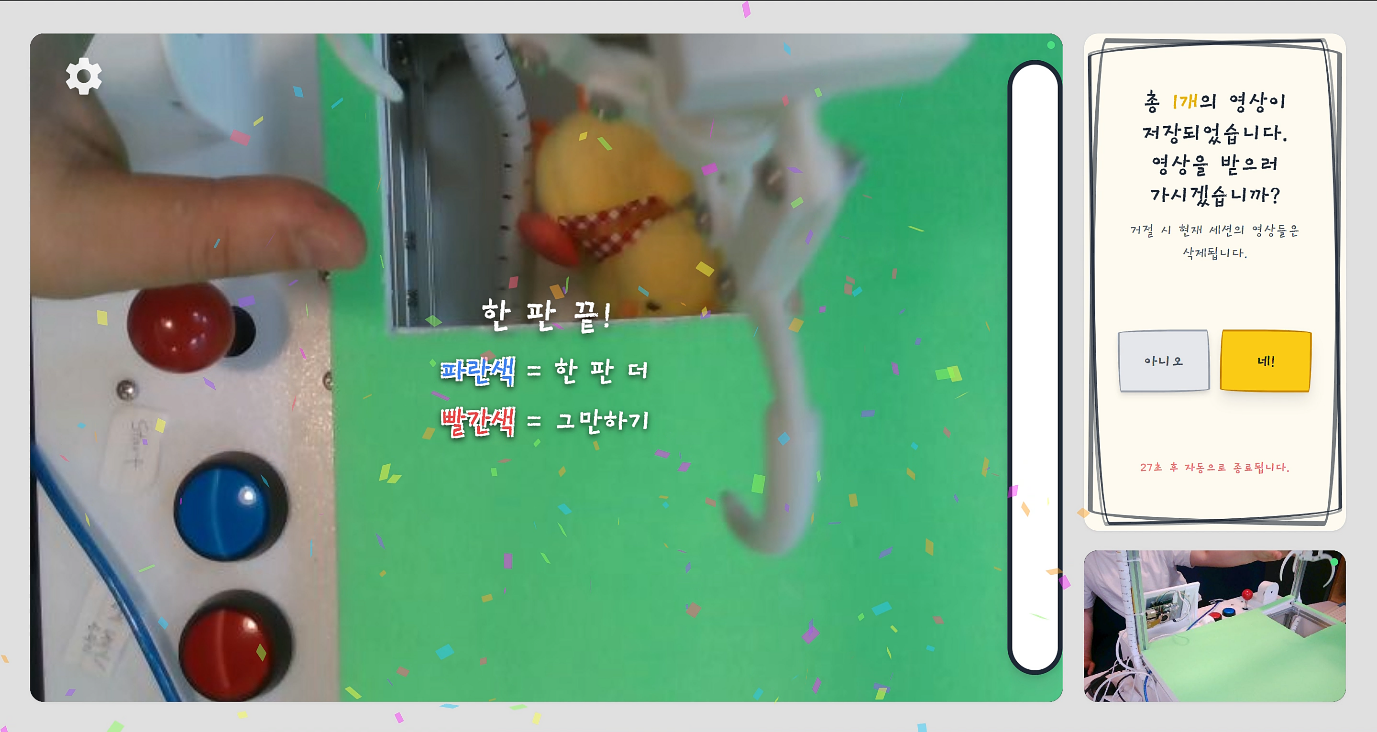 한 판 끝!
파란색 = 한 판 더
빨간색 = 그만하기
Start
총 1개의 영상이
저장되었습니다.
영상을 받으러
가시겠습니까?
거절 시 현재 세션의 영상들은
삭제됩니다.
아니오
네!
27초 후 자동으로 종료됩니다.